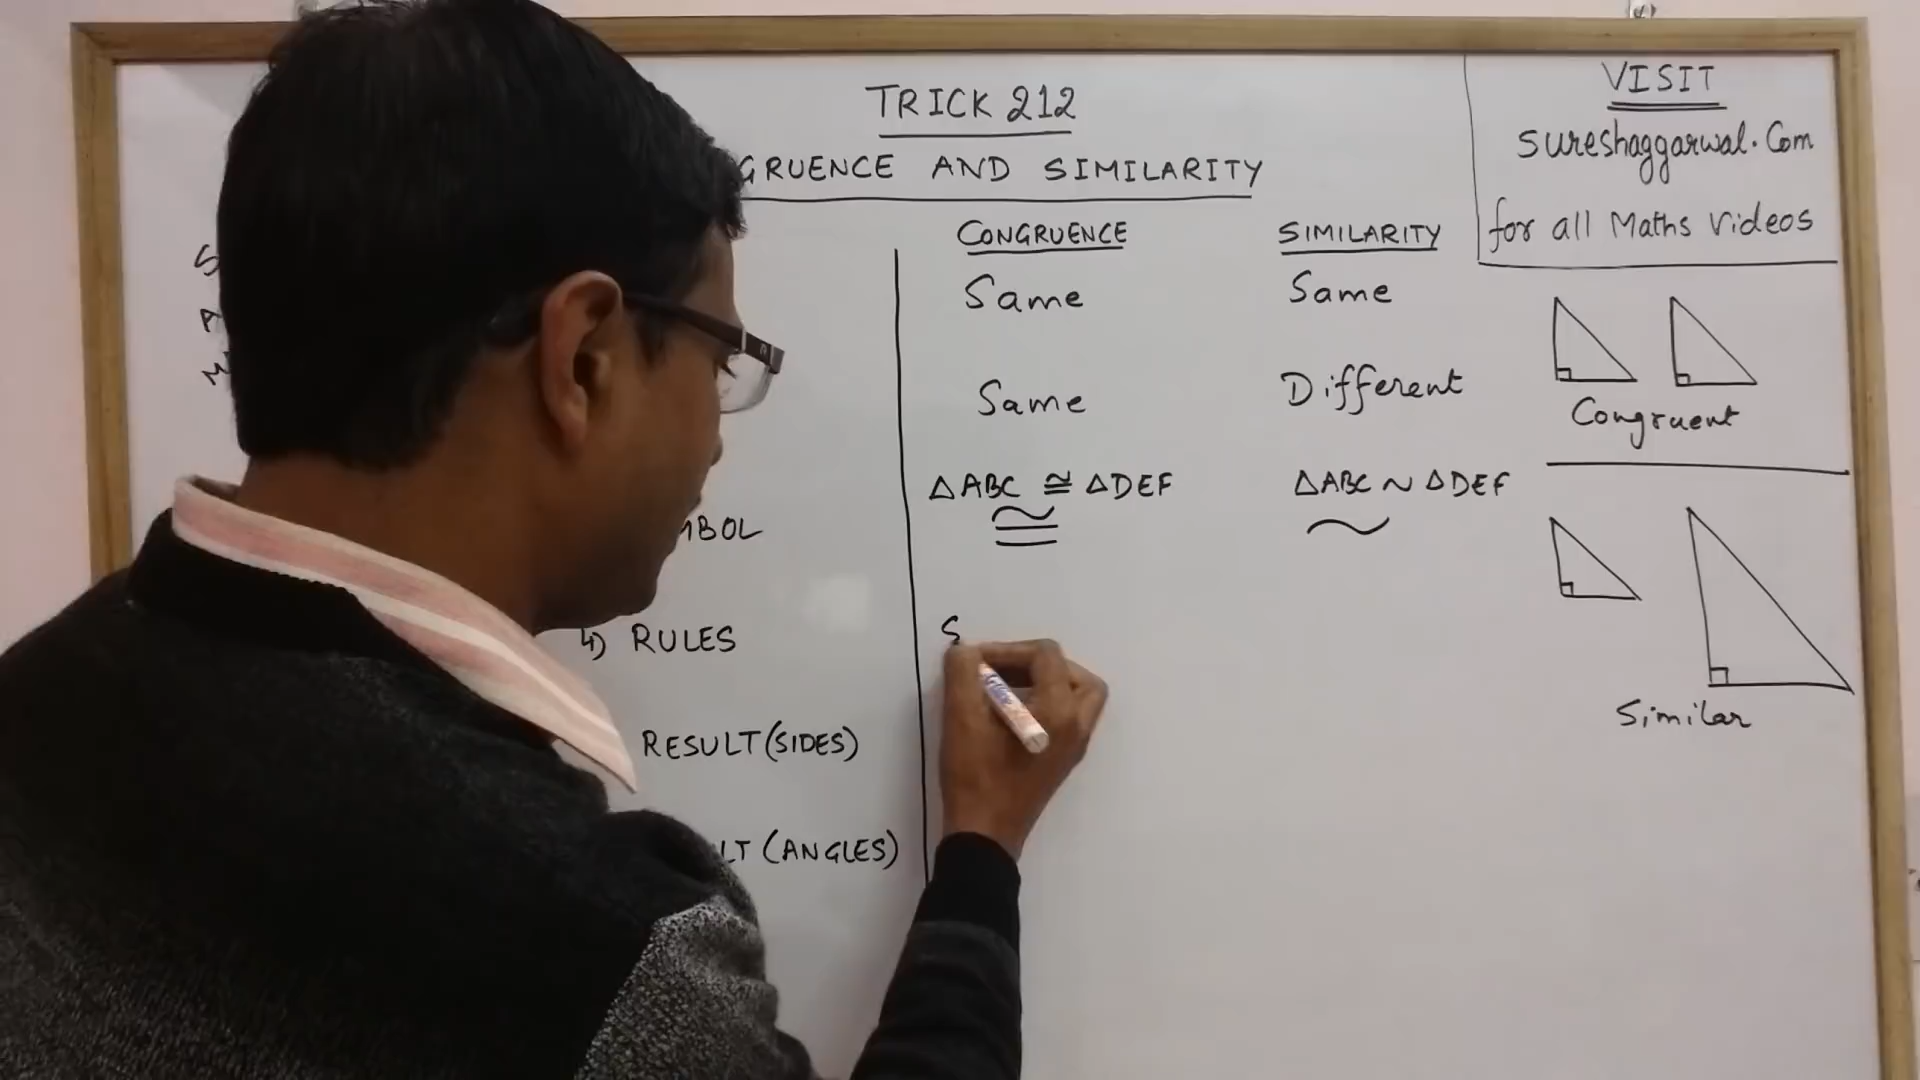 TRICK 212
GRUENCE AND SIMILARITY
VISIT
sureshaggarwal.Com
for all Maths Videos
CONGRUENCE SIMILARITY
Same Same
Same Different
△ABC ≅ △DEF △ABC ~ △DEF
≅ ~
BOL
4) RULES S
RESULT (SIDES)
LT (ANGLES)
Congruent
Similar